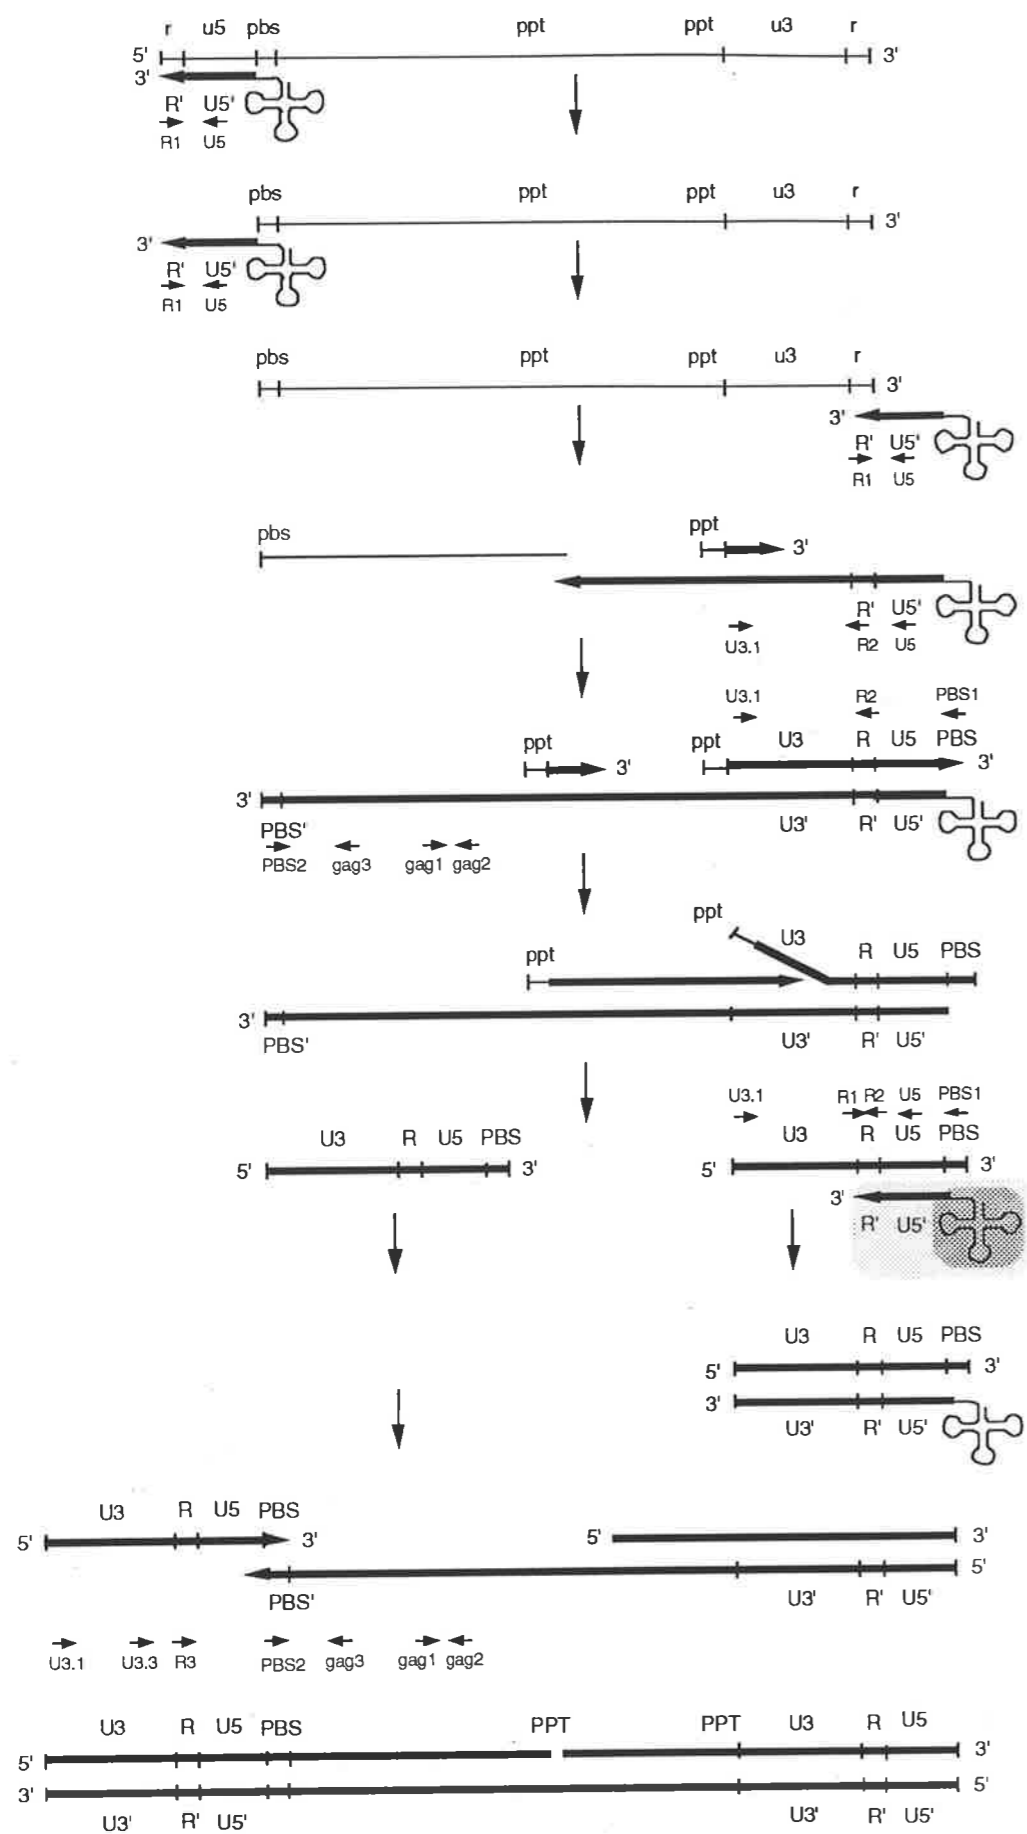 r u5 pbs ppt ppt u3 r
5' 3'
3'
R' U5'
R1 U5
pbs ppt ppt u3 r
3'
3'
R' U5'
R1 U5
pbs ppt ppt u3 r
3'
3'
R' U5'
R1 U5
pbs ppt
3'
R' U5'
U3.1 R2 U5
U3.1 R2 PBS1
ppt ppt U3 R U5 PBS
3' 3'
3'
PBS' U3' R' U5'
PBS2 gag3 gag1 gag2
ppt
U3
ppt R U5 PBS
3'
PBS' U3' R' U5'
U3.1 R1 R2 U5 PBS1
U3 R U5 PBS U3 R U5 PBS
5' 3' 5' 3'
3'
R' U5'
U3 R U5 PBS
5' 3'
3'
U3' R' U5'
U3 R U5 PBS
5' 3' 5' 3'
5'
PBS' U3' R' U5'
U3.1 U3.3 R3 PBS2 gag3 gag1 gag2
U3 R U5 PBS PPT PPT U3 R U5
5' 3'
3' 5'
U3' R' U5' U3' R' U5'